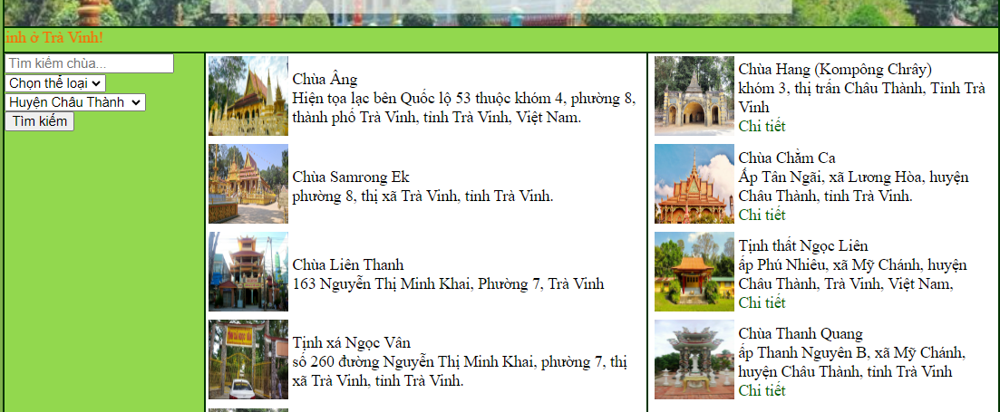 inh ở Trà Vinh!
Tìm kiếm chùa...
Chọn thể loại
Huyện Châu Thành
Tìm kiếm
Chùa Âng
Hiện tọa lạc bên Quốc lộ 53 thuộc khóm 4, phường 8,
thành phố Trà Vinh, tỉnh Trà Vinh, Việt Nam.
Chùa Samrong Ek
phường 8, thị xã Trà Vinh, tỉnh Trà Vinh.
Chùa Liên Thanh
163 Nguyễn Thị Minh Khai, Phường 7, Trà Vinh
Tịnh xá Ngọc Vân
số 260 đường Nguyễn Thị Minh Khai, phường 7, thị
xã Trà Vinh, tỉnh Trà Vinh.
Chùa Hang (Kompông Chrây)
khóm 3, thị trấn Châu Thành, Tỉnh Trà
Vinh
Chi tiết
Chùa Chằm Ca
Ấp Tân Ngãi, xã Lương Hòa, huyện
Châu Thành, tỉnh Trà Vinh.
Chi tiết
Tịnh thất Ngọc Liên
ấp Phú Nhiêu, xã Mỹ Chánh, huyện
Châu Thành, Trà Vinh, Việt Nam,
Chi tiết
Chùa Thanh Quang
ấp Thanh Nguyên B, xã Mỹ Chánh,
huyện Châu Thành, tỉnh Trà Vinh
Chi tiết